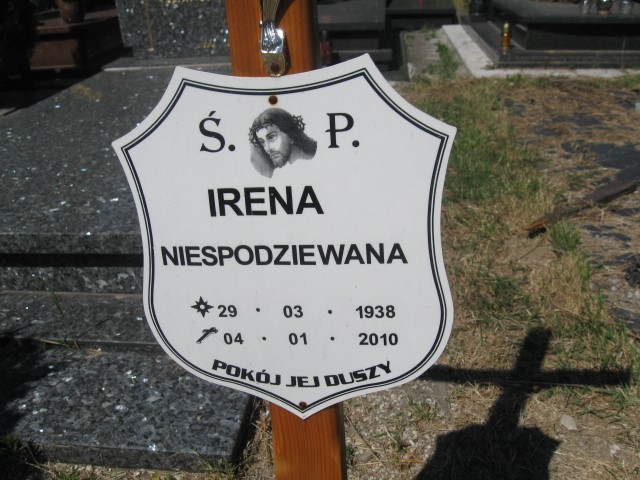 Ś. P.
IRENA
NIESPODZIEWANA
29 · 03 · 1938
04 · 01 · 2010
POKÓJ JEJ DUSZY